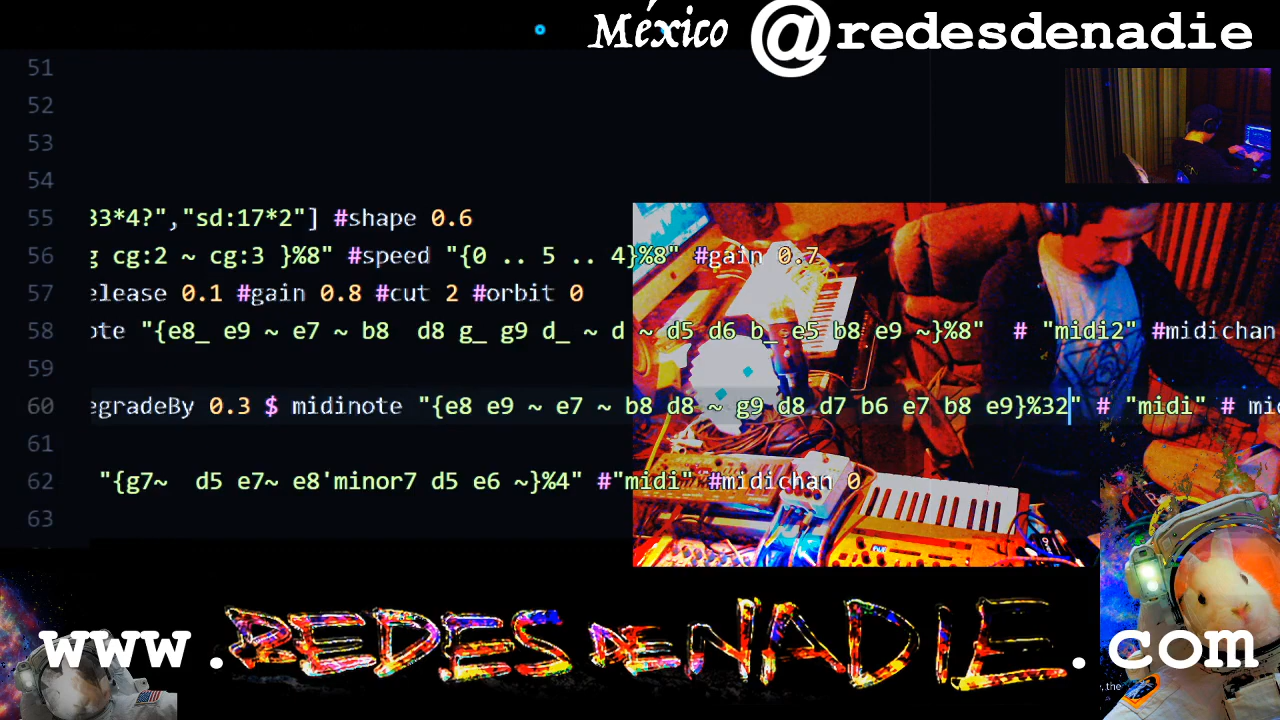 México @redesdenadie
51
52
53
54
55 33*4?","sd:17*2"] #shape 0.6
56 g cg:2 ~ cg:3 }%8" #speed "{0 .. 5 .. 4}%8" #gain 0.7
57 elease 0.1 #gain 0.8 #cut 2 #orbit 0
58 ote "{e8_ e9 ~ e7 ~ b8 d8 g_ g9 d_ ~ d ~ d5 d6 b_ e5 b8 e9 ~}%8" # "midi2" #midichan
59
60 egradeBy 0.3 $ midinote "{e8 e9 ~ e7 ~ b8 d8 ~ g9 d8 d7 b6 e7 b8 e9}%32" # "midi" # mid
61
62 "{g7~ d5 e7~ e8'minor7 d5 e6 ~}%4" #"midi" #midichan 0
63
www.REDES DE NADIE.com
,the